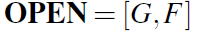 OPEN = [G, F]